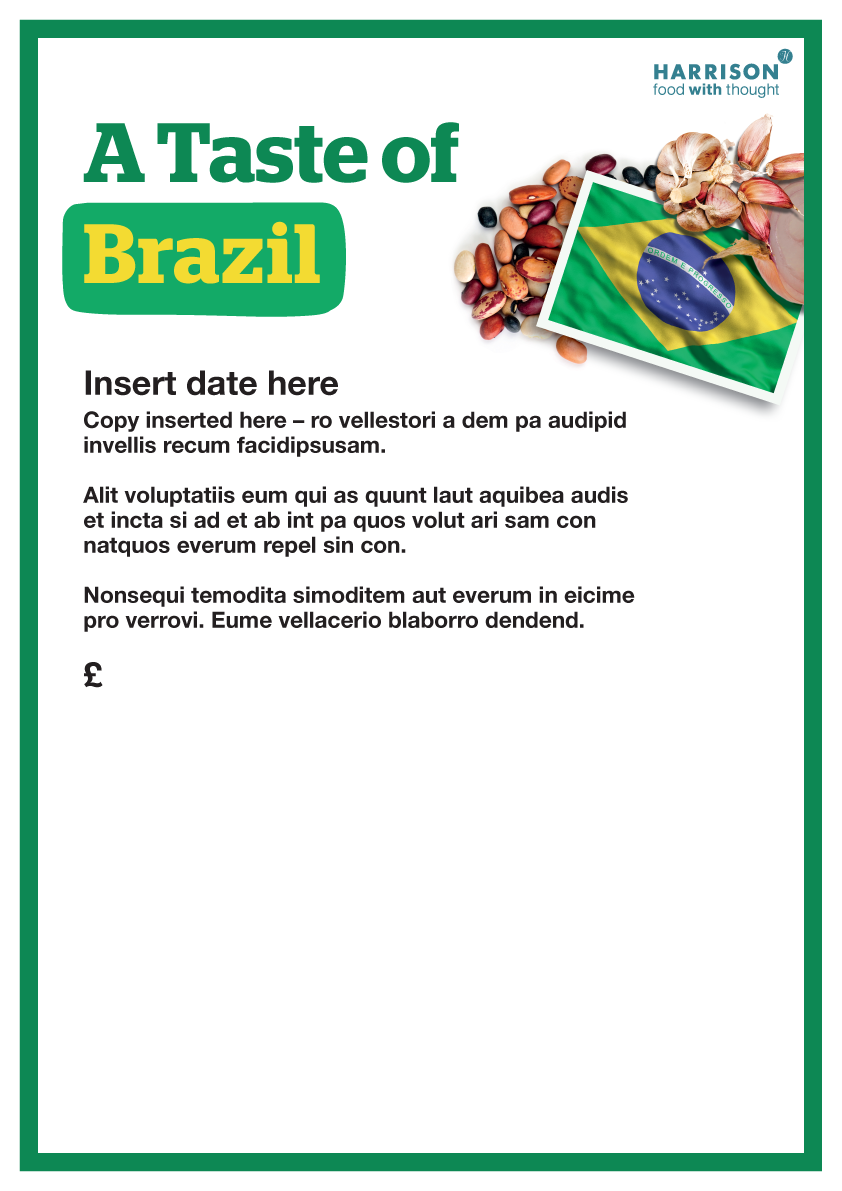 HARRISON
food with thought
A Taste of
Brazil
ORDEM E PROGRESSO
Insert date here
Copy inserted here – ro vellestori a dem pa audipid
invellis recum facidipsusam.
Alit voluptatiis eum qui as quunt laut aquibea audis
et incta si ad et ab int pa quos volut ari sam con
natquos everum repel sin con.
Nonsequi temodita simoditem aut everum in eicime
pro verrovi. Eume vellacerio blaborro dendend.
£